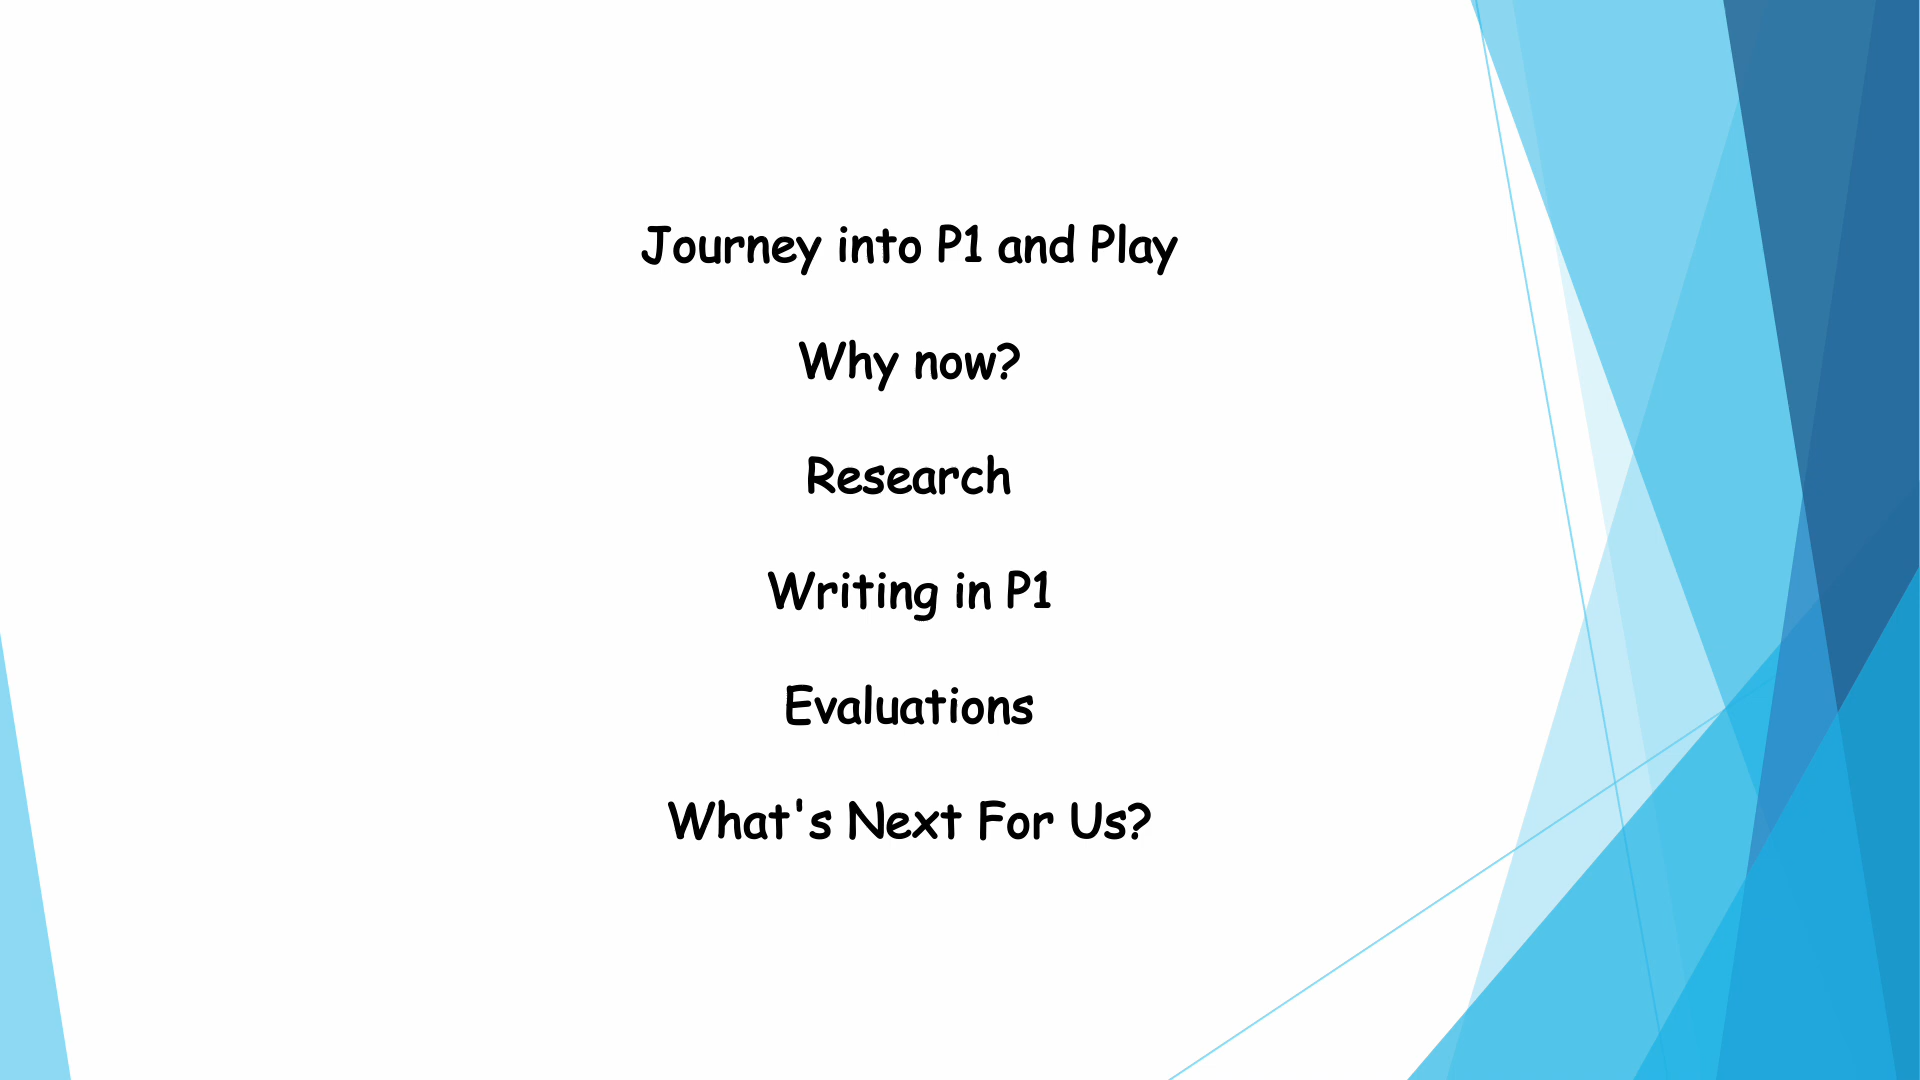 Journey into P1 and Play
Why now?
Research
Writing in P1
Evaluations
What's Next For Us?